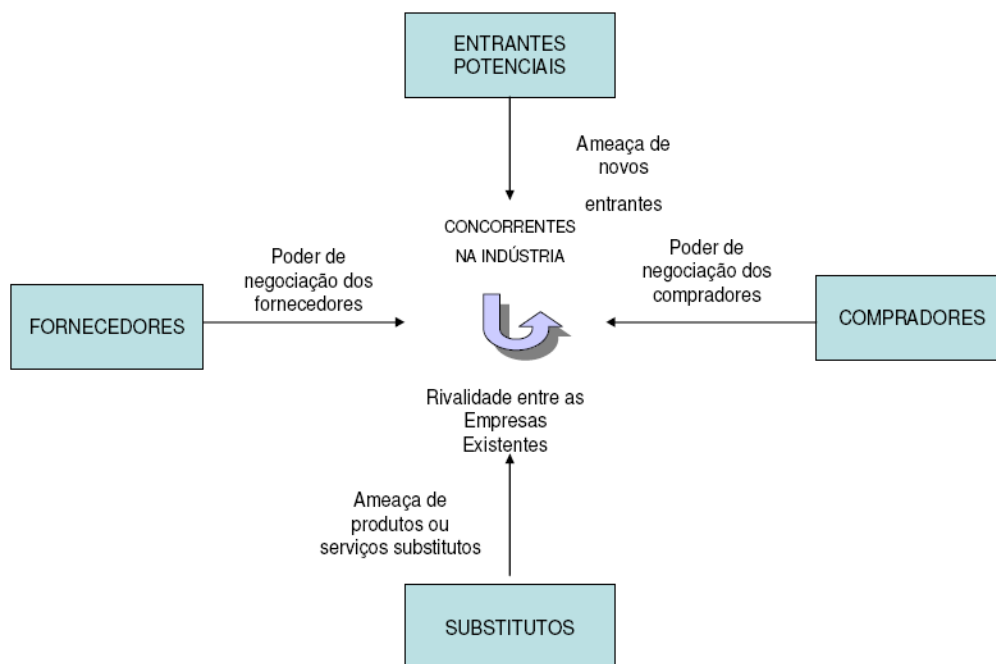 ENTRANTES
POTENCIAIS
Ameaça de
novos
entrantes
CONCORRENTES
NA INDÚSTRIA
Poder de
negociação dos
fornecedores
Poder de
negociação dos
compradores
FORNECEDORES
COMPRADORES
Rivalidade entre as
Empresas
Existentes
Ameaça de
produtos ou
serviços substitutos
SUBSTITUTOS